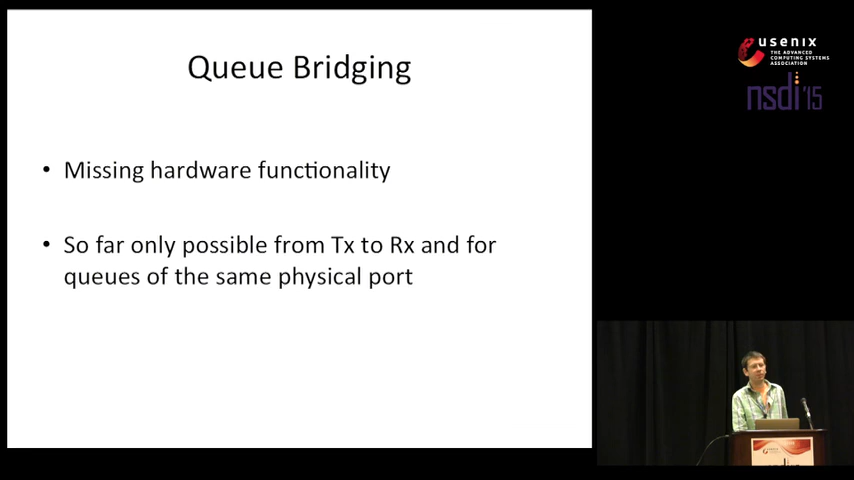 Queue Bridging
• Missing hardware functionality
• So far only possible from Tx to Rx and for
queues of the same physical port
usenix
THE ADVANCED
COMPUTING SYSTEMS
ASSOCIATION
nsdi '15